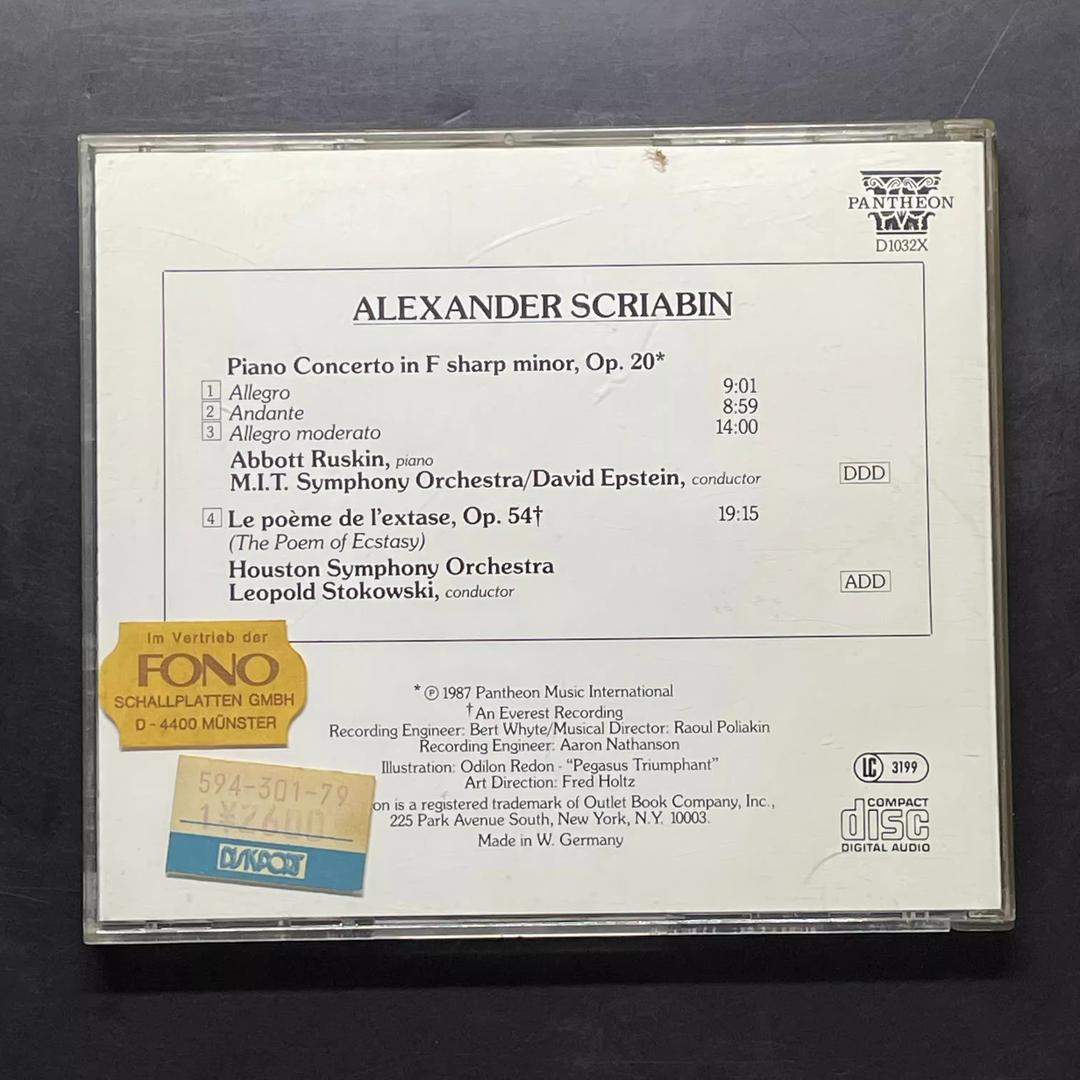 PANTHEON
D1032X
ALEXANDER SCRIABIN
Piano Concerto in F sharp minor, Op. 20*
1 Allegro 9:01
2 Andante 8:59
3 Allegro moderato 14:00
Abbott Ruskin, piano
M.I.T. Symphony Orchestra/David Epstein, conductor DDD
4 Le poème de l'extase, Op. 54† 19:15
(The Poem of Ecstasy)
Houston Symphony Orchestra
Leopold Stokowski, conductor ADD
Im Vertrieb der
FONO
SCHALLPLATTEN GMBH
D-4400 MÜNSTER
* ℗ 1987 Pantheon Music International
† An Everest Recording
Recording Engineer: Bert Whyte/Musical Director: Raoul Poliakin
Recording Engineer: Aaron Nathanson
Illustration: Odilon Redon - “Pegasus Triumphant”
Art Direction: Fred Holtz
on is a registered trademark of Outlet Book Company, Inc.,
225 Park Avenue South, New York, N.Y. 10003.
Made in W. Germany
LC 3199
COMPACT
disc
DIGITAL AUDIO
594-301-79
1 ¥2600
DISKPORT